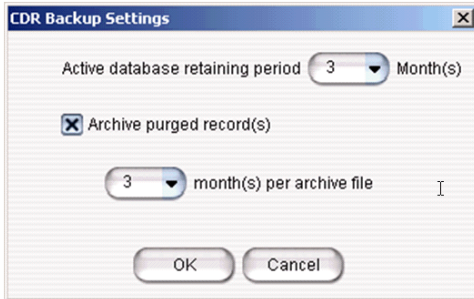 CDR Backup Settings
Active database retaining period 3 Month(s)
Archive purged record(s)
3 month(s) per archive file
OK Cancel